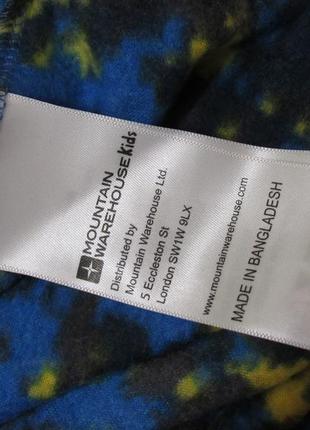 MOUNTAIN
WAREHOUSE Kids
Distributed by
Mountain Warehouse Ltd.
5 Eccleston St
London SW1W 9LX
www.mountainwarehouse.com
MADE IN BANGLADESH